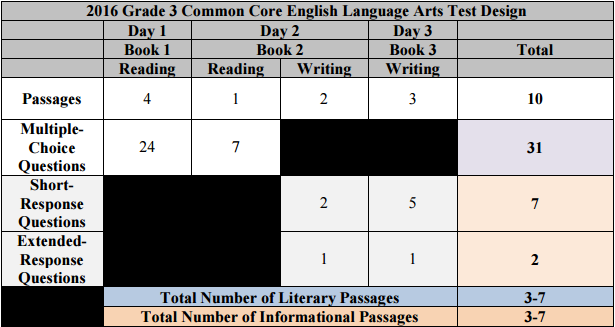 2016 Grade 3 Common Core English Language Arts Test Design
Day 1 Day 2 Day 3
Book 1 Book 2 Book 3 Total
Reading Reading Writing Writing
Passages 4 1 2 3 10
Multiple-
Choice 24 7 31
Questions
Short-
Response 2 5 7
Questions
Extended-
Response 1 1 2
Questions
Total Number of Literary Passages 3-7
Total Number of Informational Passages 3-7